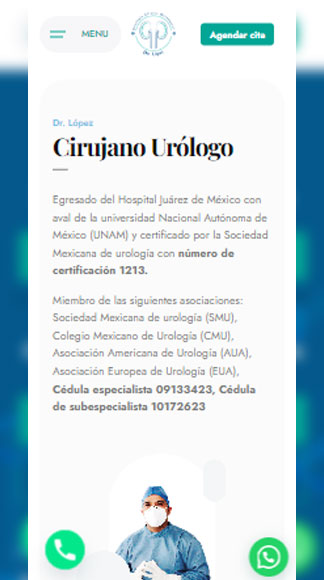 MENU
Dr. López
Agendar cita
Dr. López
Cirujano Urólogo
Egresado del Hospital Juárez de México con
aval de la universidad Nacional Autónoma de
México (UNAM) y certificado por la Sociedad
Mexicana de urología con número de
certificación 1213.
Miembro de las siguientes asociaciones:
Sociedad Mexicana de urología (SMU),
Colegio Mexicano de Urología (CMU),
Asociación Americana de Urología (AUA),
Asociación Europea de Urología (EUA),
Cédula especialista 09133423, Cédula
de subespecialista 10172623